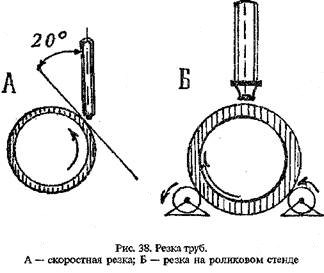 20°
А
Б
Рис. 38. Резка труб.
А — скоростная резка; Б — резка на роликовом стенде